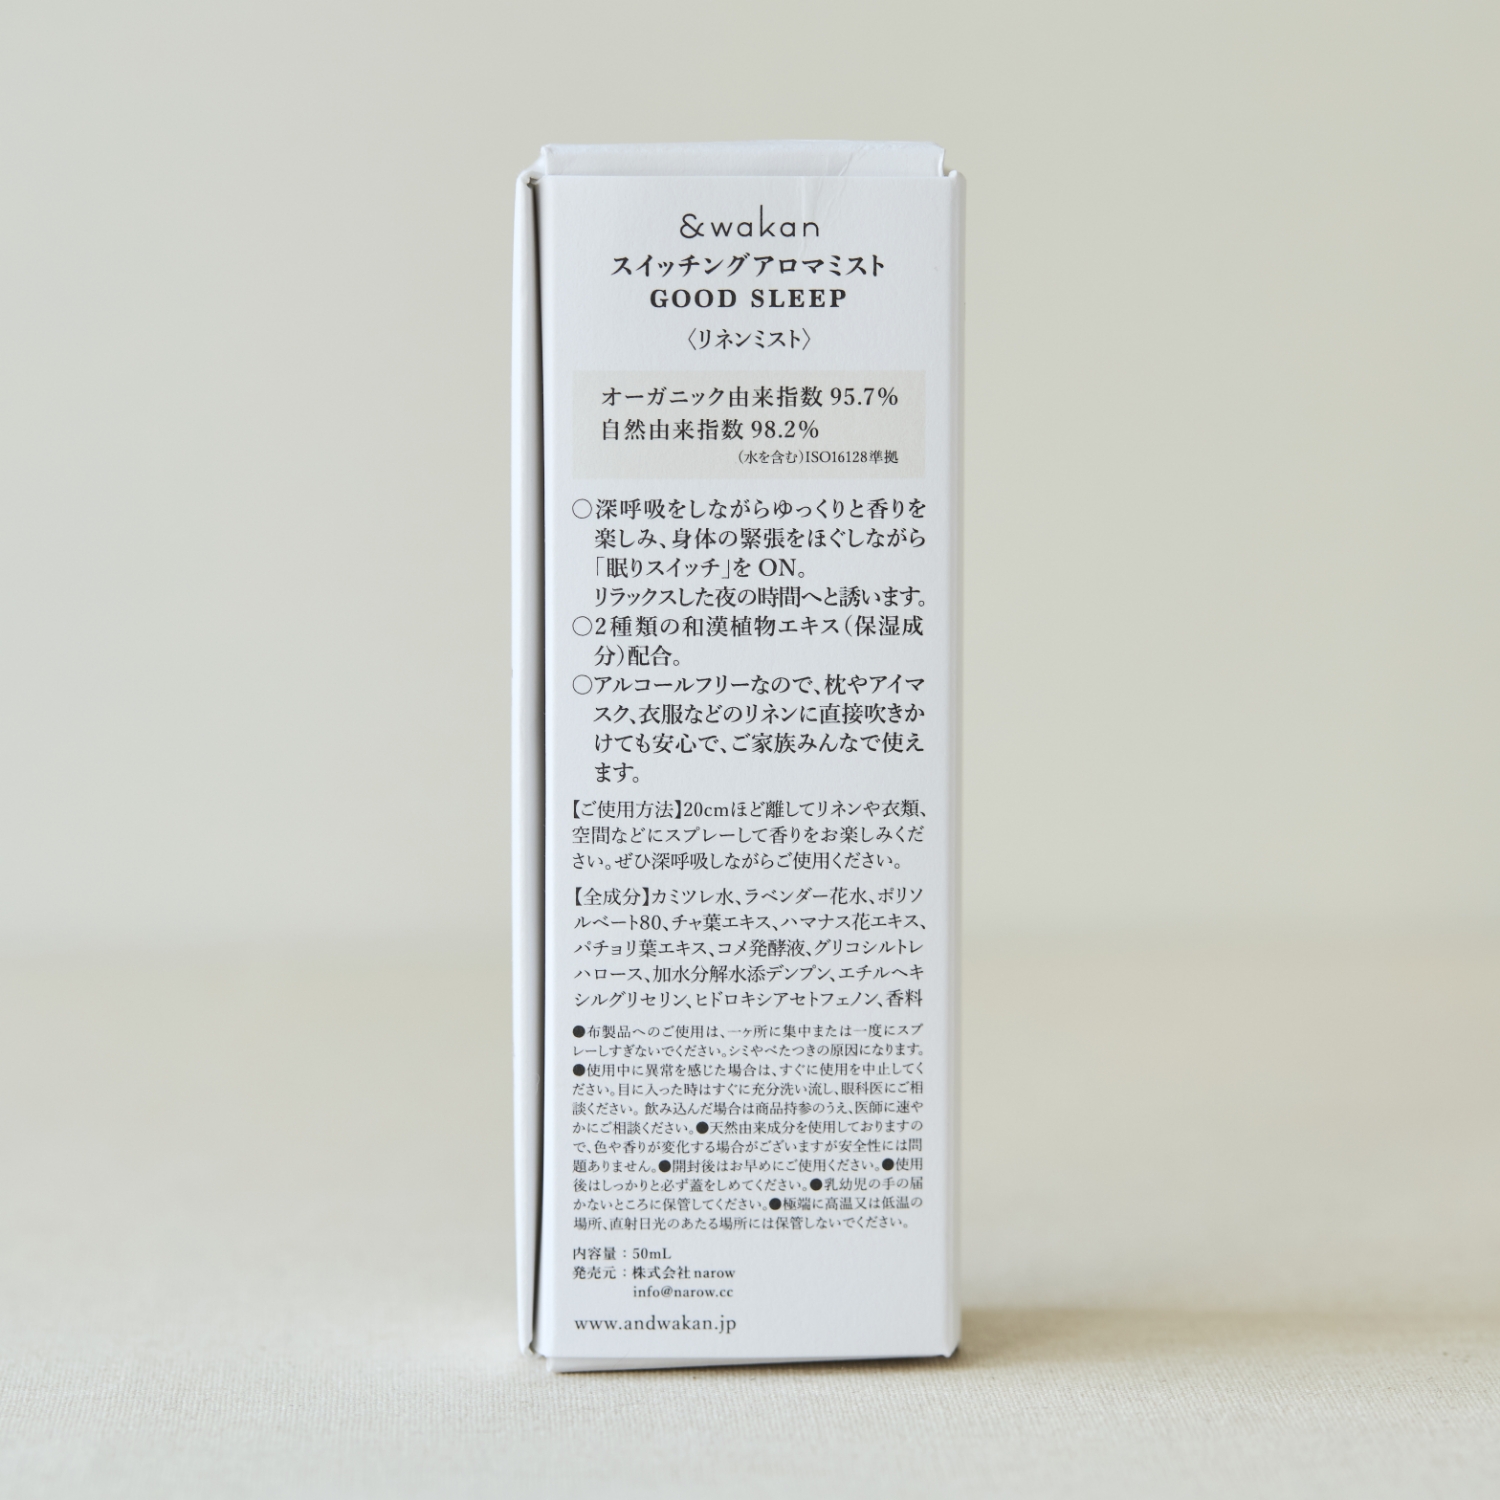 &wakan
スイッチングアロマミスト
GOOD SLEEP
〈リネンミスト〉
オーガニック由来指数 95.7%
自然由来指数 98.2%
（水を含む）ISO16128準拠
○深呼吸をしながらゆっくりと香りを
楽しみ、身体の緊張をほぐしながら
「眠りスイッチ」を ON。
リラックスした夜の時間へと誘います。
○2種類の和漢植物エキス（保湿成
分）配合。
○アルコールフリーなので、枕やアイマ
スク、衣服などのリネンに直接吹きか
けても安心で、ご家族みんなで使え
ます。
【ご使用方法】20cmほど離してリネンや衣類、
空間などにスプレーして香りをお楽しみくだ
さい。ぜひ深呼吸しながらご使用ください。
【全成分】カミツレ水、ラベンダー花水、ポリソ
ルベート80、チャ葉エキス、ハマナス花エキス、
パチョリ葉エキス、コメ発酵液、グリコシルトレ
ハロース、加水分解水添デンプン、エチルヘキ
シルグリセリン、ヒドロキシアセトフェノン、香料
●布製品へのご使用は、一ヶ所に集中または一度にスプ
レーしすぎないでください。シミやべたつきの原因になります。
●使用中に異常を感じた場合は、すぐに使用を中止してく
ださい。目に入った時はすぐに充分洗い流し、眼科医にご相
談ください。飲み込んだ場合は商品持参のうえ、医師に速や
かにご相談ください。●天然由来成分を使用しておりますの
で、色や香りが変化する場合がございますが安全性には問
題ありません。●開封後はお早めにご使用ください。●使用
後はしっかりと必ず蓋をしめてください。●乳幼児の手の届
かないところに保管してください。●極端に高温又は低温の
場所、直射日光のあたる場所には保管しないでください。
内容量：50mL
発売元：株式会社narow
info@narow.cc
www.andwakan.jp